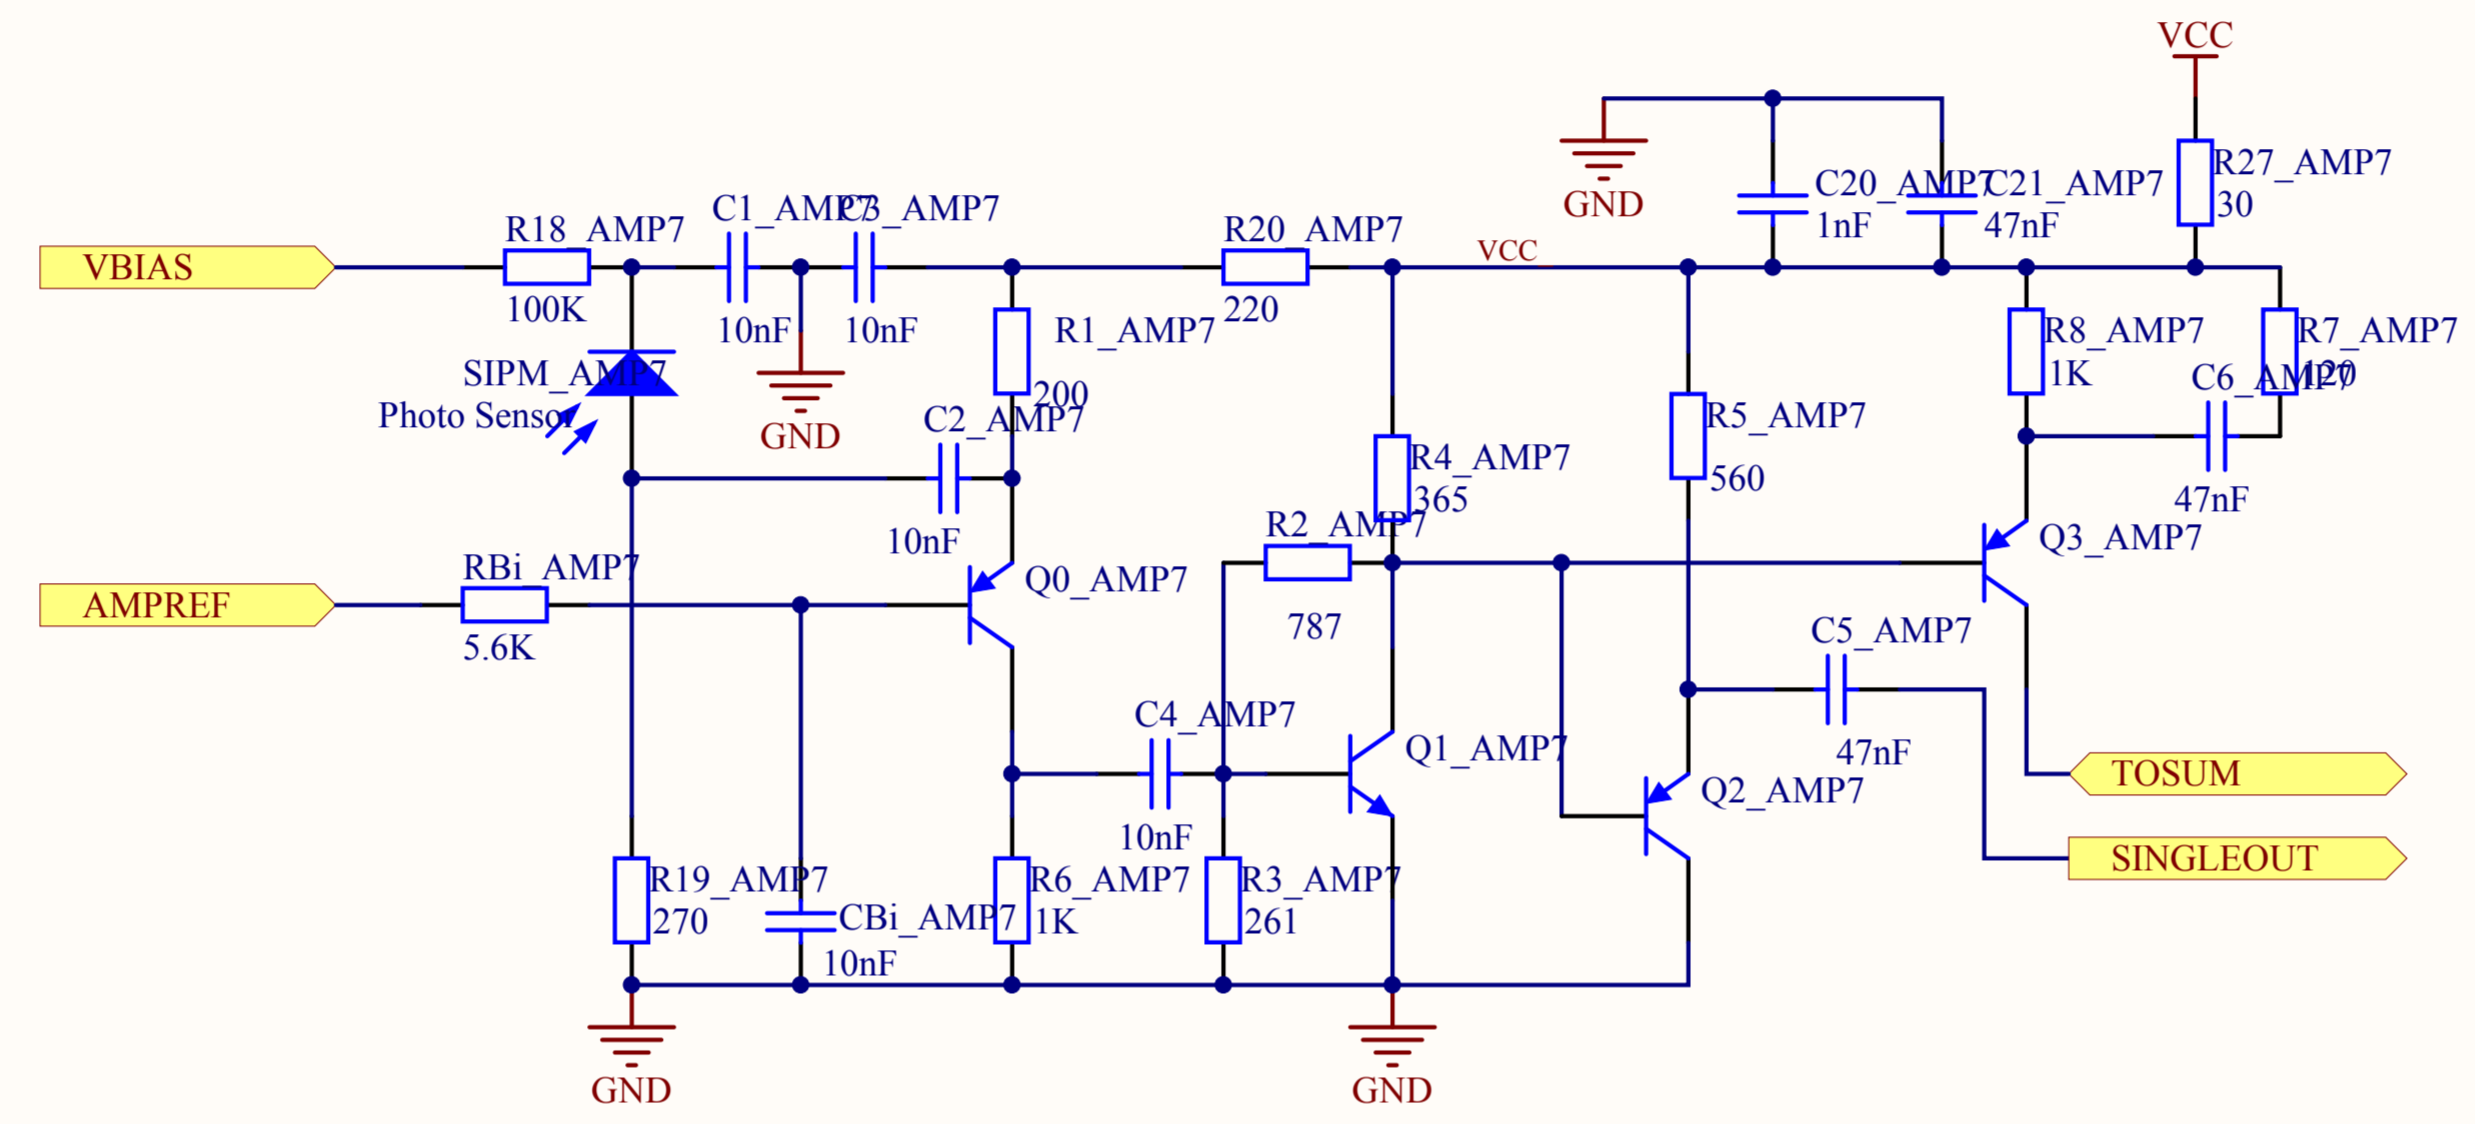 VCC
R27_AMP7
30
C20_AMP7
1nF
C21_AMP7
47nF
GND
VBIAS
R18_AMP7
100K
C1_AMP7
10nF
C3_AMP7
10nF
R20_AMP7
220
VCC
GND
R1_AMP7
200
R8_AMP7
1K
R7_AMP7
120
C6_AMP7
47nF
SIPM_AMP7
Photo Sensor
C2_AMP7
10nF
R4_AMP7
365
R5_AMP7
560
AMPREF
RBi_AMP7
5.6K
Q0_AMP7
R2_AMP7
787
Q3_AMP7
C5_AMP7
47nF
C4_AMP7
10nF
Q1_AMP7
Q2_AMP7
TOSUM
SINGLEOUT
R19_AMP7
270
CBi_AMP7
10nF
R6_AMP7
1K
R3_AMP7
261
GND
GND